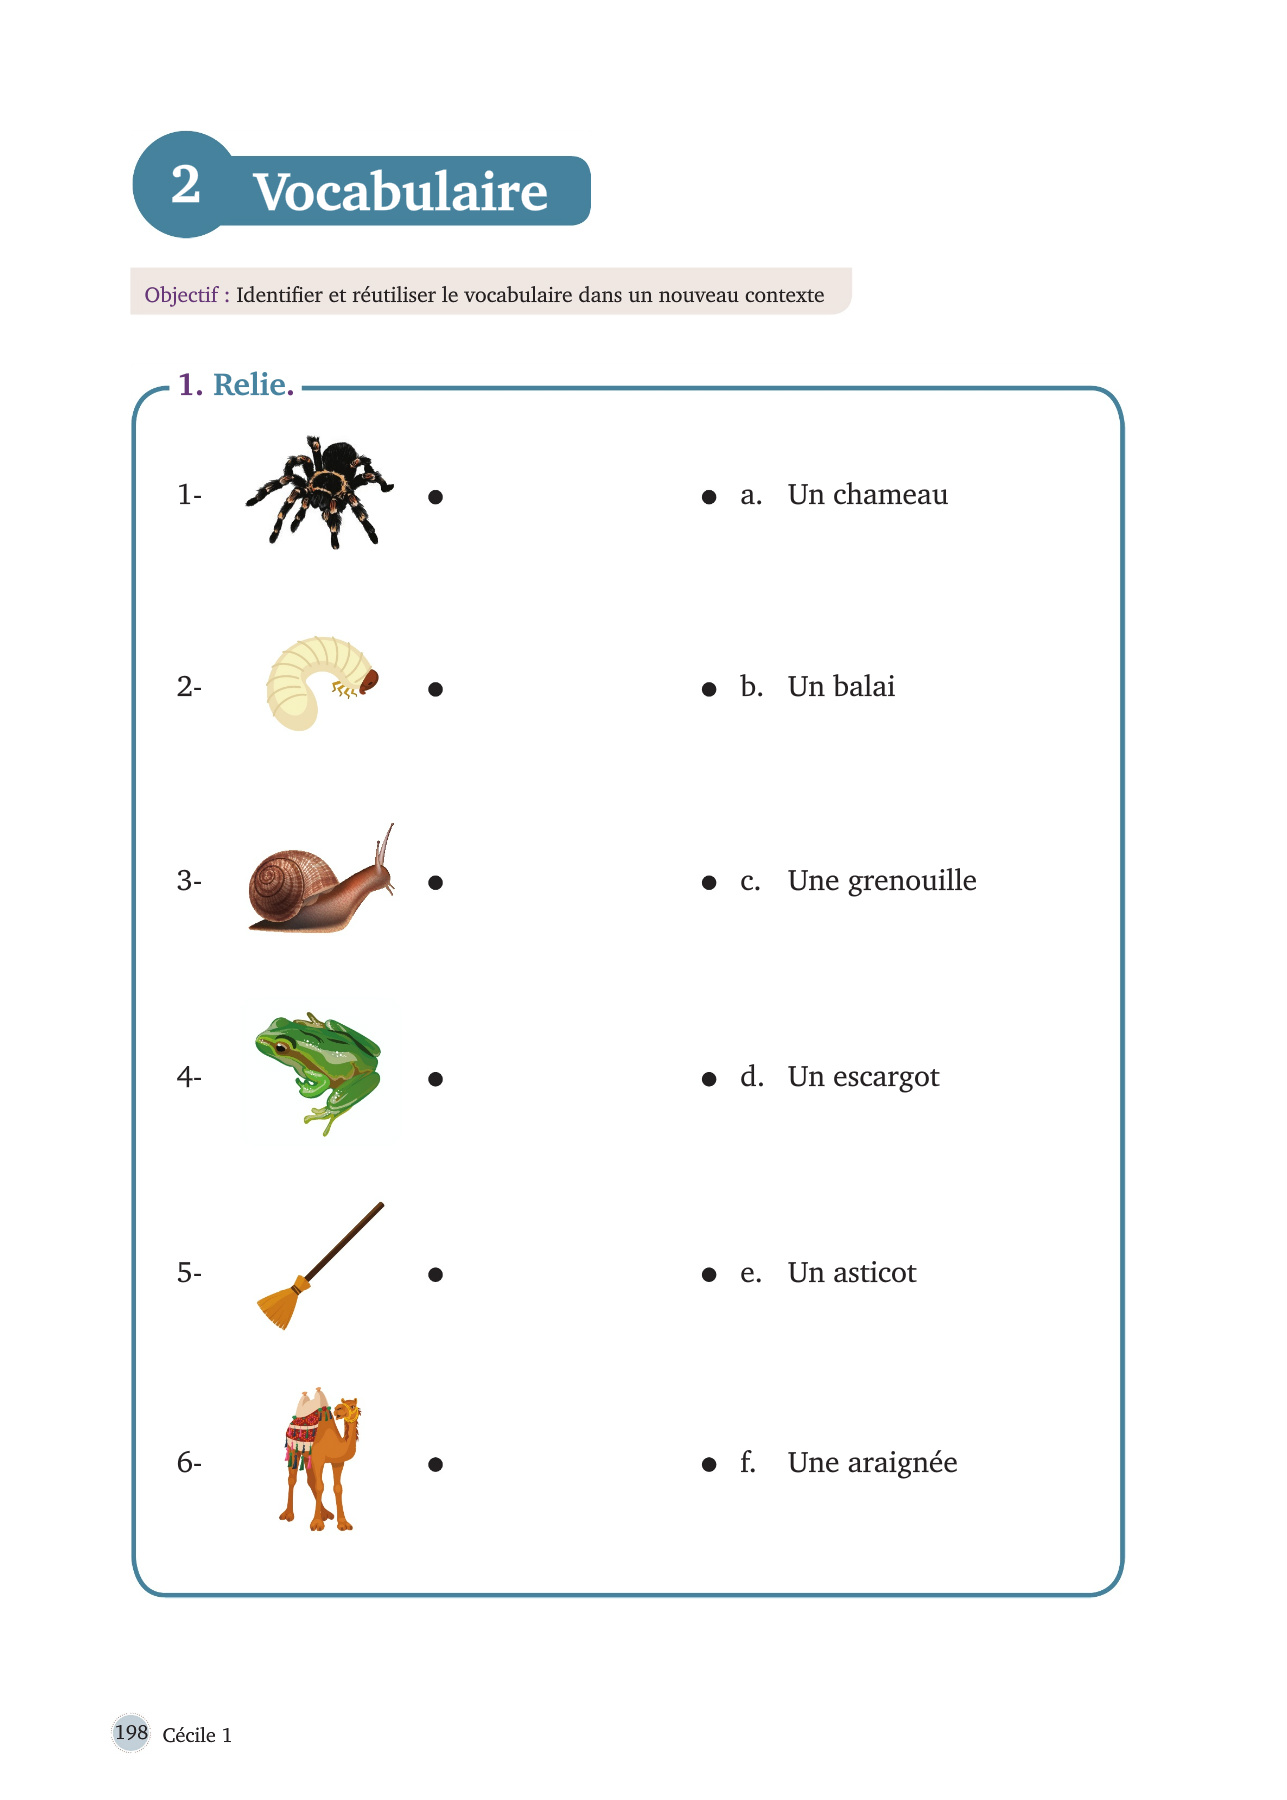 2 Vocabulaire
Objectif : Identifier et réutiliser le vocabulaire dans un nouveau contexte
1. Relie.
1- a. Un chameau
2- b. Un balai
3- c. Une grenouille
4- d. Un escargot
5- e. Un asticot
6- f. Une araignée
198 Cécile 1